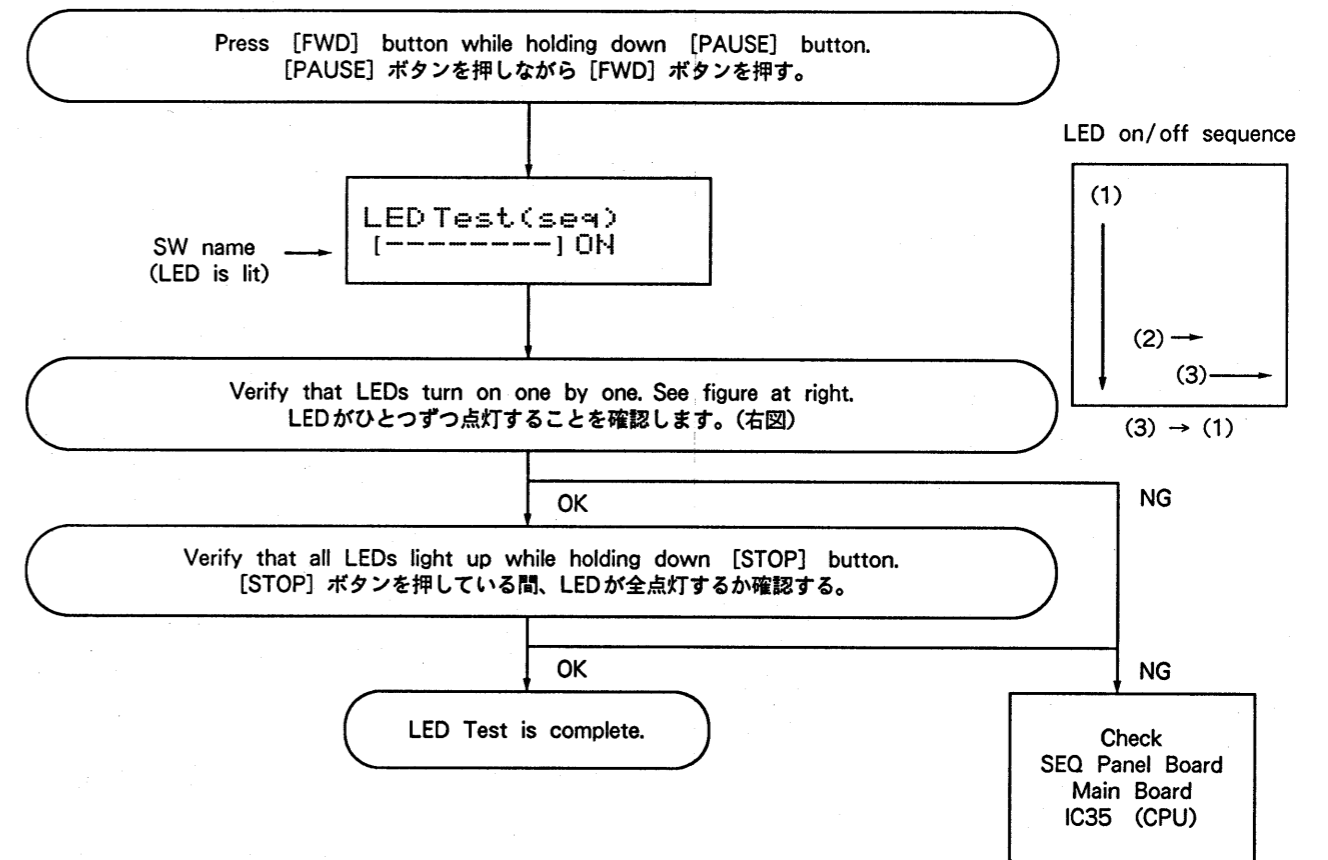 Press [FWD] button while holding down [PAUSE] button.
[PAUSE] ボタンを押しながら [FWD] ボタンを押す。
LED on/off sequence
(1)
(2)
(3)
(3) → (1)
LED Test(seq)
[--------] ON
SW name
(LED is lit)
Verify that LEDs turn on one by one. See figure at right.
LEDがひとつずつ点灯することを確認します。(右図)
OK
NG
Verify that all LEDs light up while holding down [STOP] button.
[STOP] ボタンを押している間、LEDが全点灯するか確認する。
OK
NG
LED Test is complete.
Check
SEQ Panel Board
Main Board
IC35 (CPU)